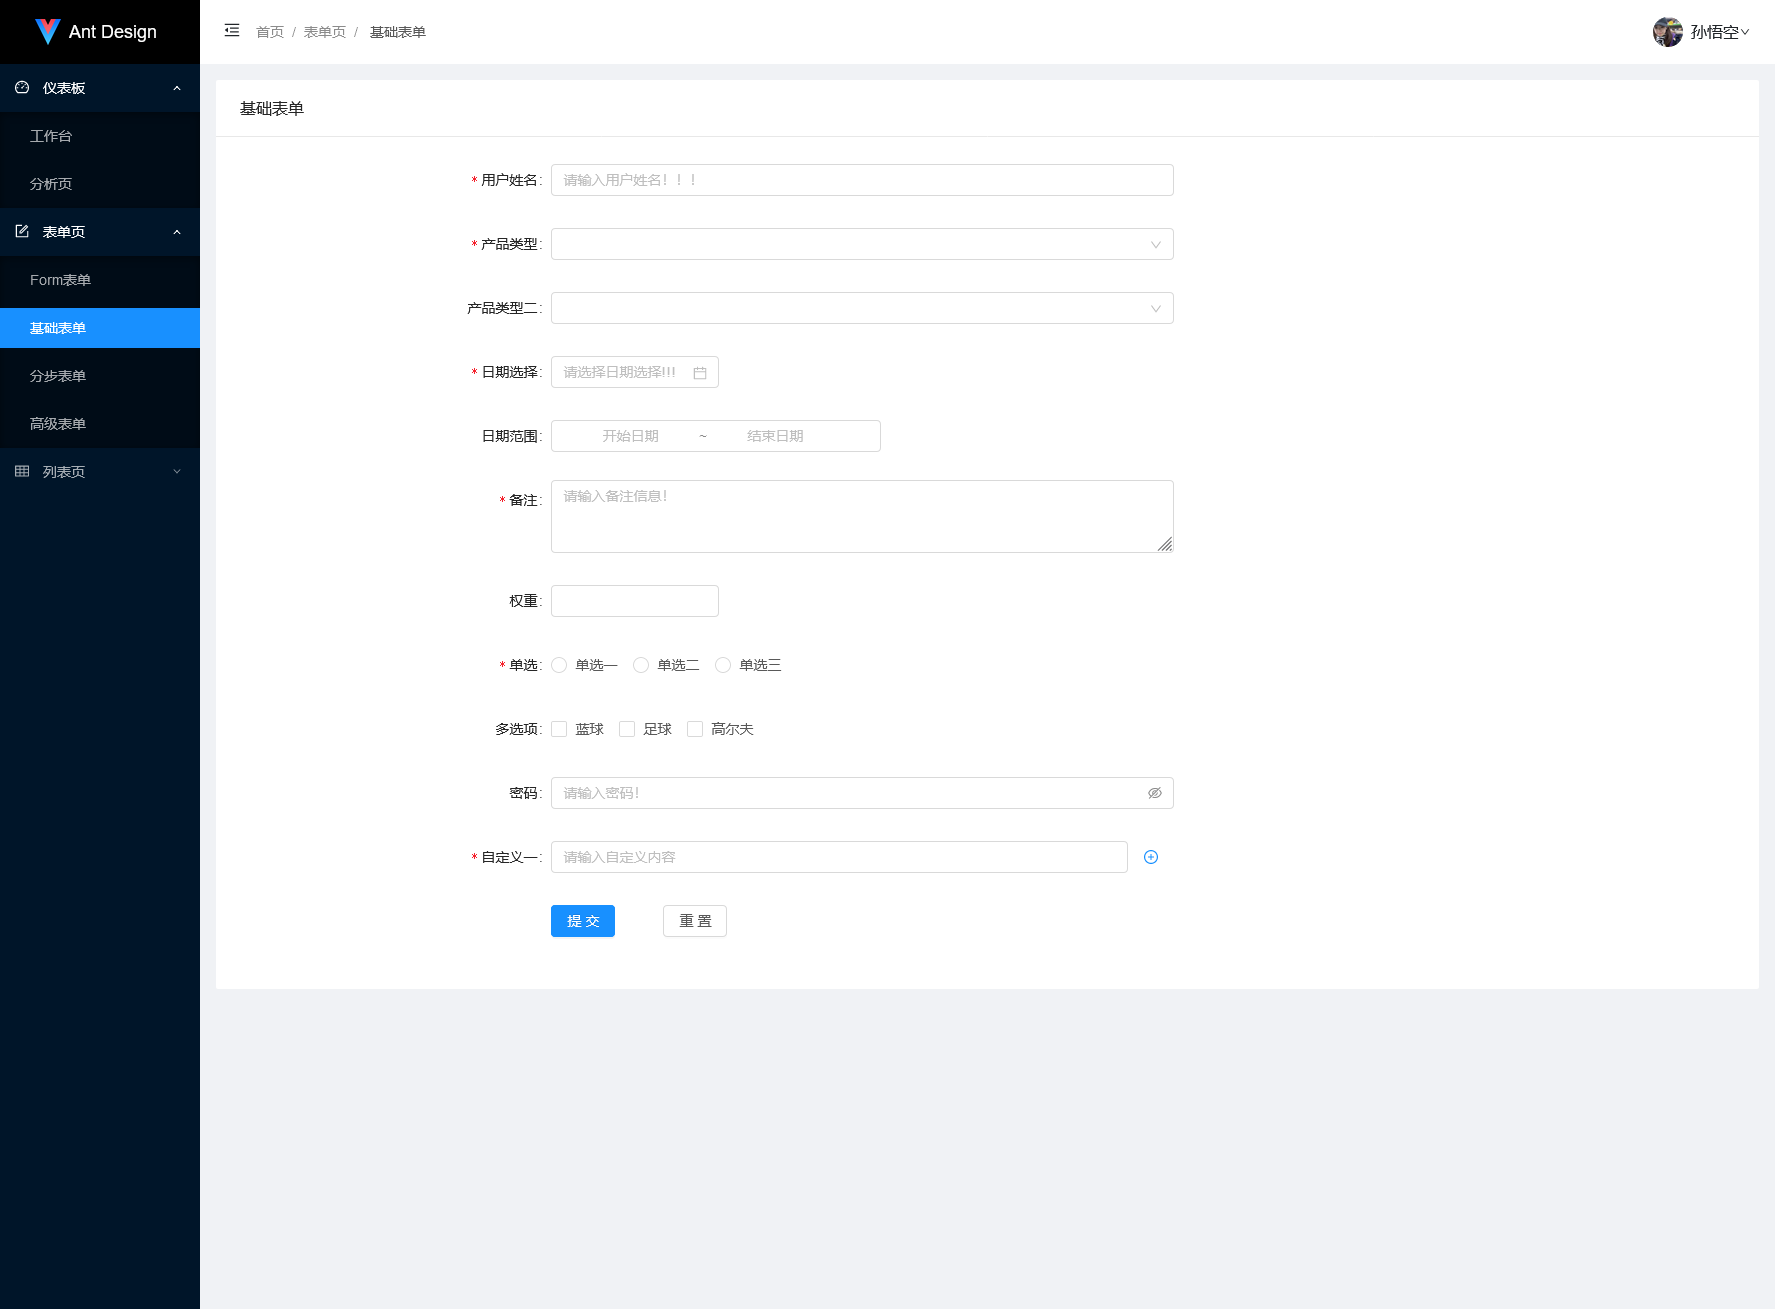 Ant Design
首页 / 表单页 / 基础表单
孙悟空
仪表板
工作台
分析页
表单页
Form表单
基础表单
分步表单
高级表单
列表页
基础表单
* 用户姓名: 请输入用户姓名！！！
* 产品类型:
产品类型二:
* 日期选择: 请选择日期选择!!!
日期范围: 开始日期 ~ 结束日期
* 备注: 请输入备注信息!
权重:
* 单选: 单选一 单选二 单选三
多选项: 蓝球 足球 高尔夫
密码: 请输入密码!
* 自定义一: 请输入自定义内容
提 交 重 置